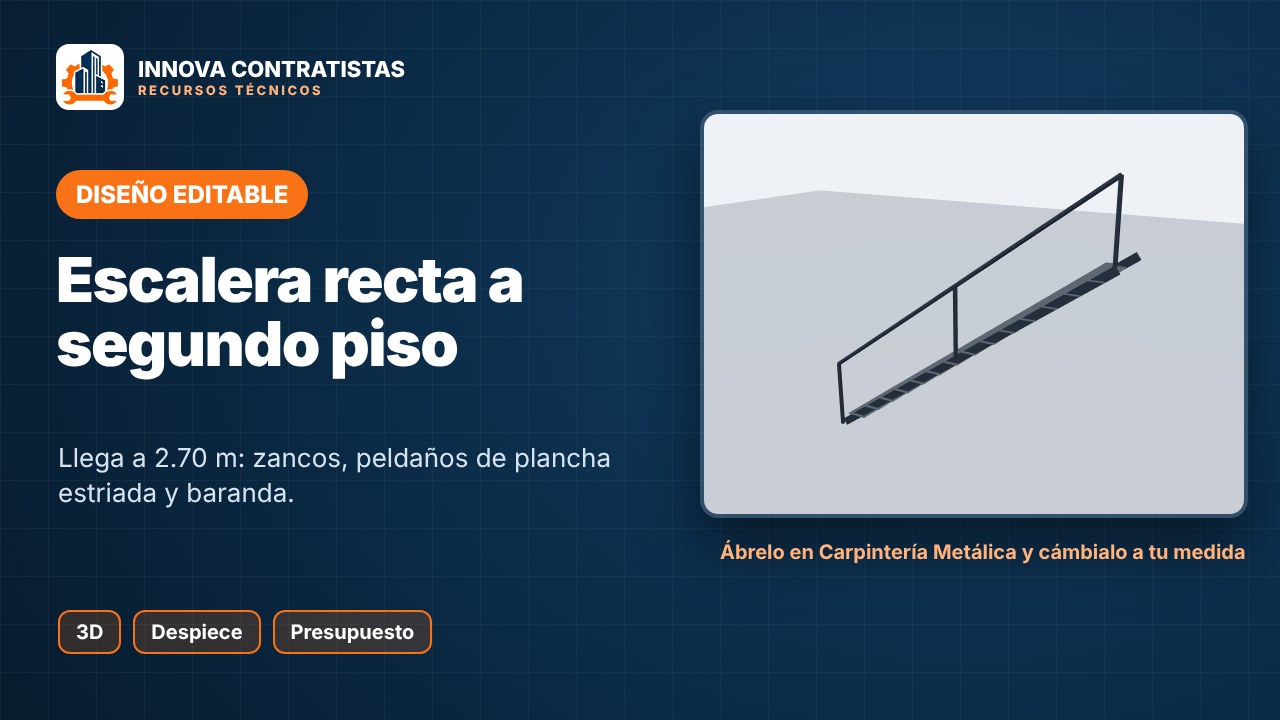 INNOVA CONTRATISTAS
RECURSOS TÉCNICOS
DISEÑO EDITABLE
Escalera recta a
segundo piso
Llega a 2.70 m: zancos, peldaños de plancha
estriada y baranda.
Ábrelo en Carpintería Metálica y cámbialo a tu medida
3D
Despiece
Presupuesto